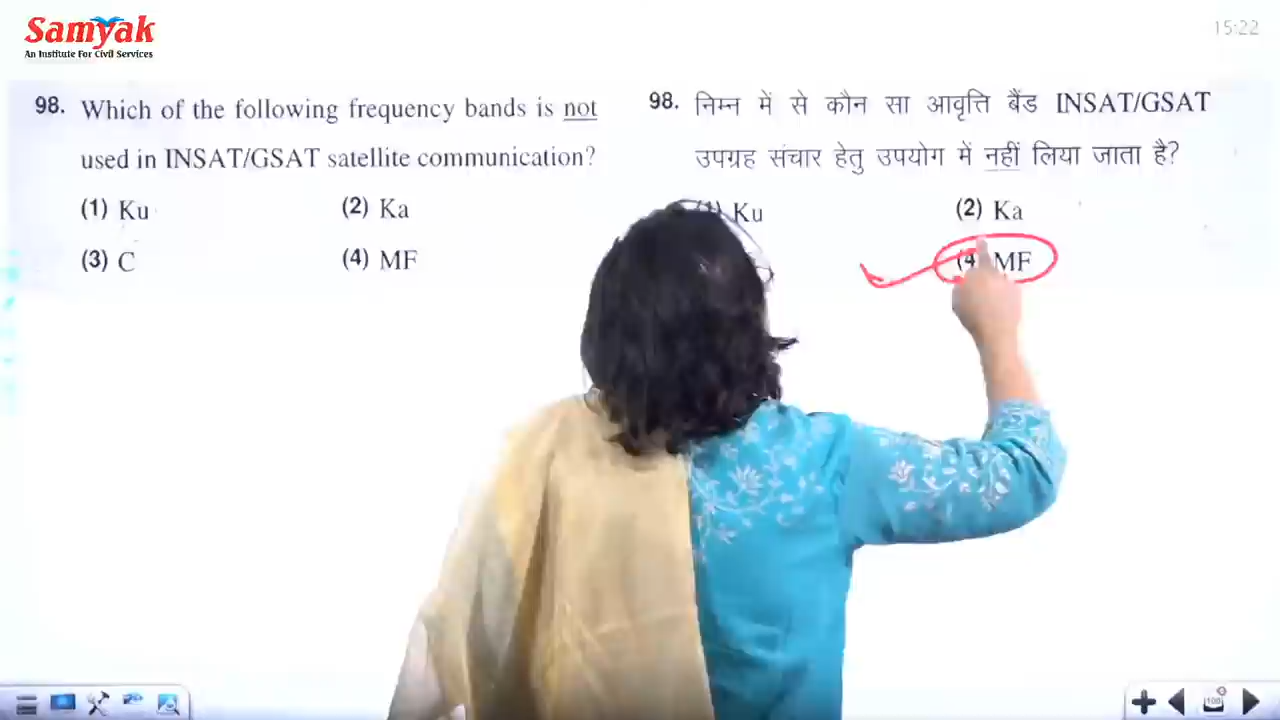 Samyak
An Institute For Civil Services
15:22
98. Which of the following frequency bands is not
used in INSAT/GSAT satellite communication?
(1) Ku
(2) Ka
(3) C
(4) MF
98. निम्न में से कौन सा आवृत्ति बैंड INSAT/GSAT
उपग्रह संचार हेतु उपयोग में नहीं लिया जाता है?
(1) Ku
(2) Ka
(4) MF